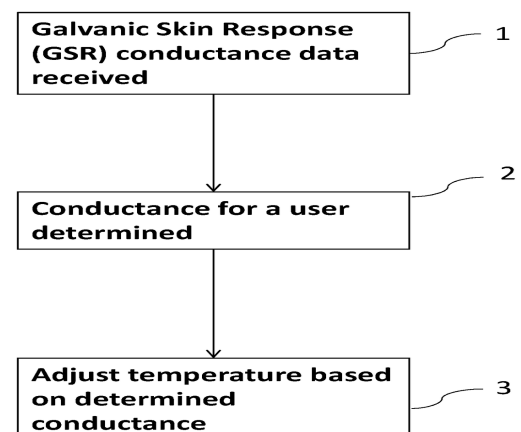 Galvanic Skin Response
(GSR) conductance data
received
1
Conductance for a user
determined
2
Adjust temperature based
on determined
conductance
3